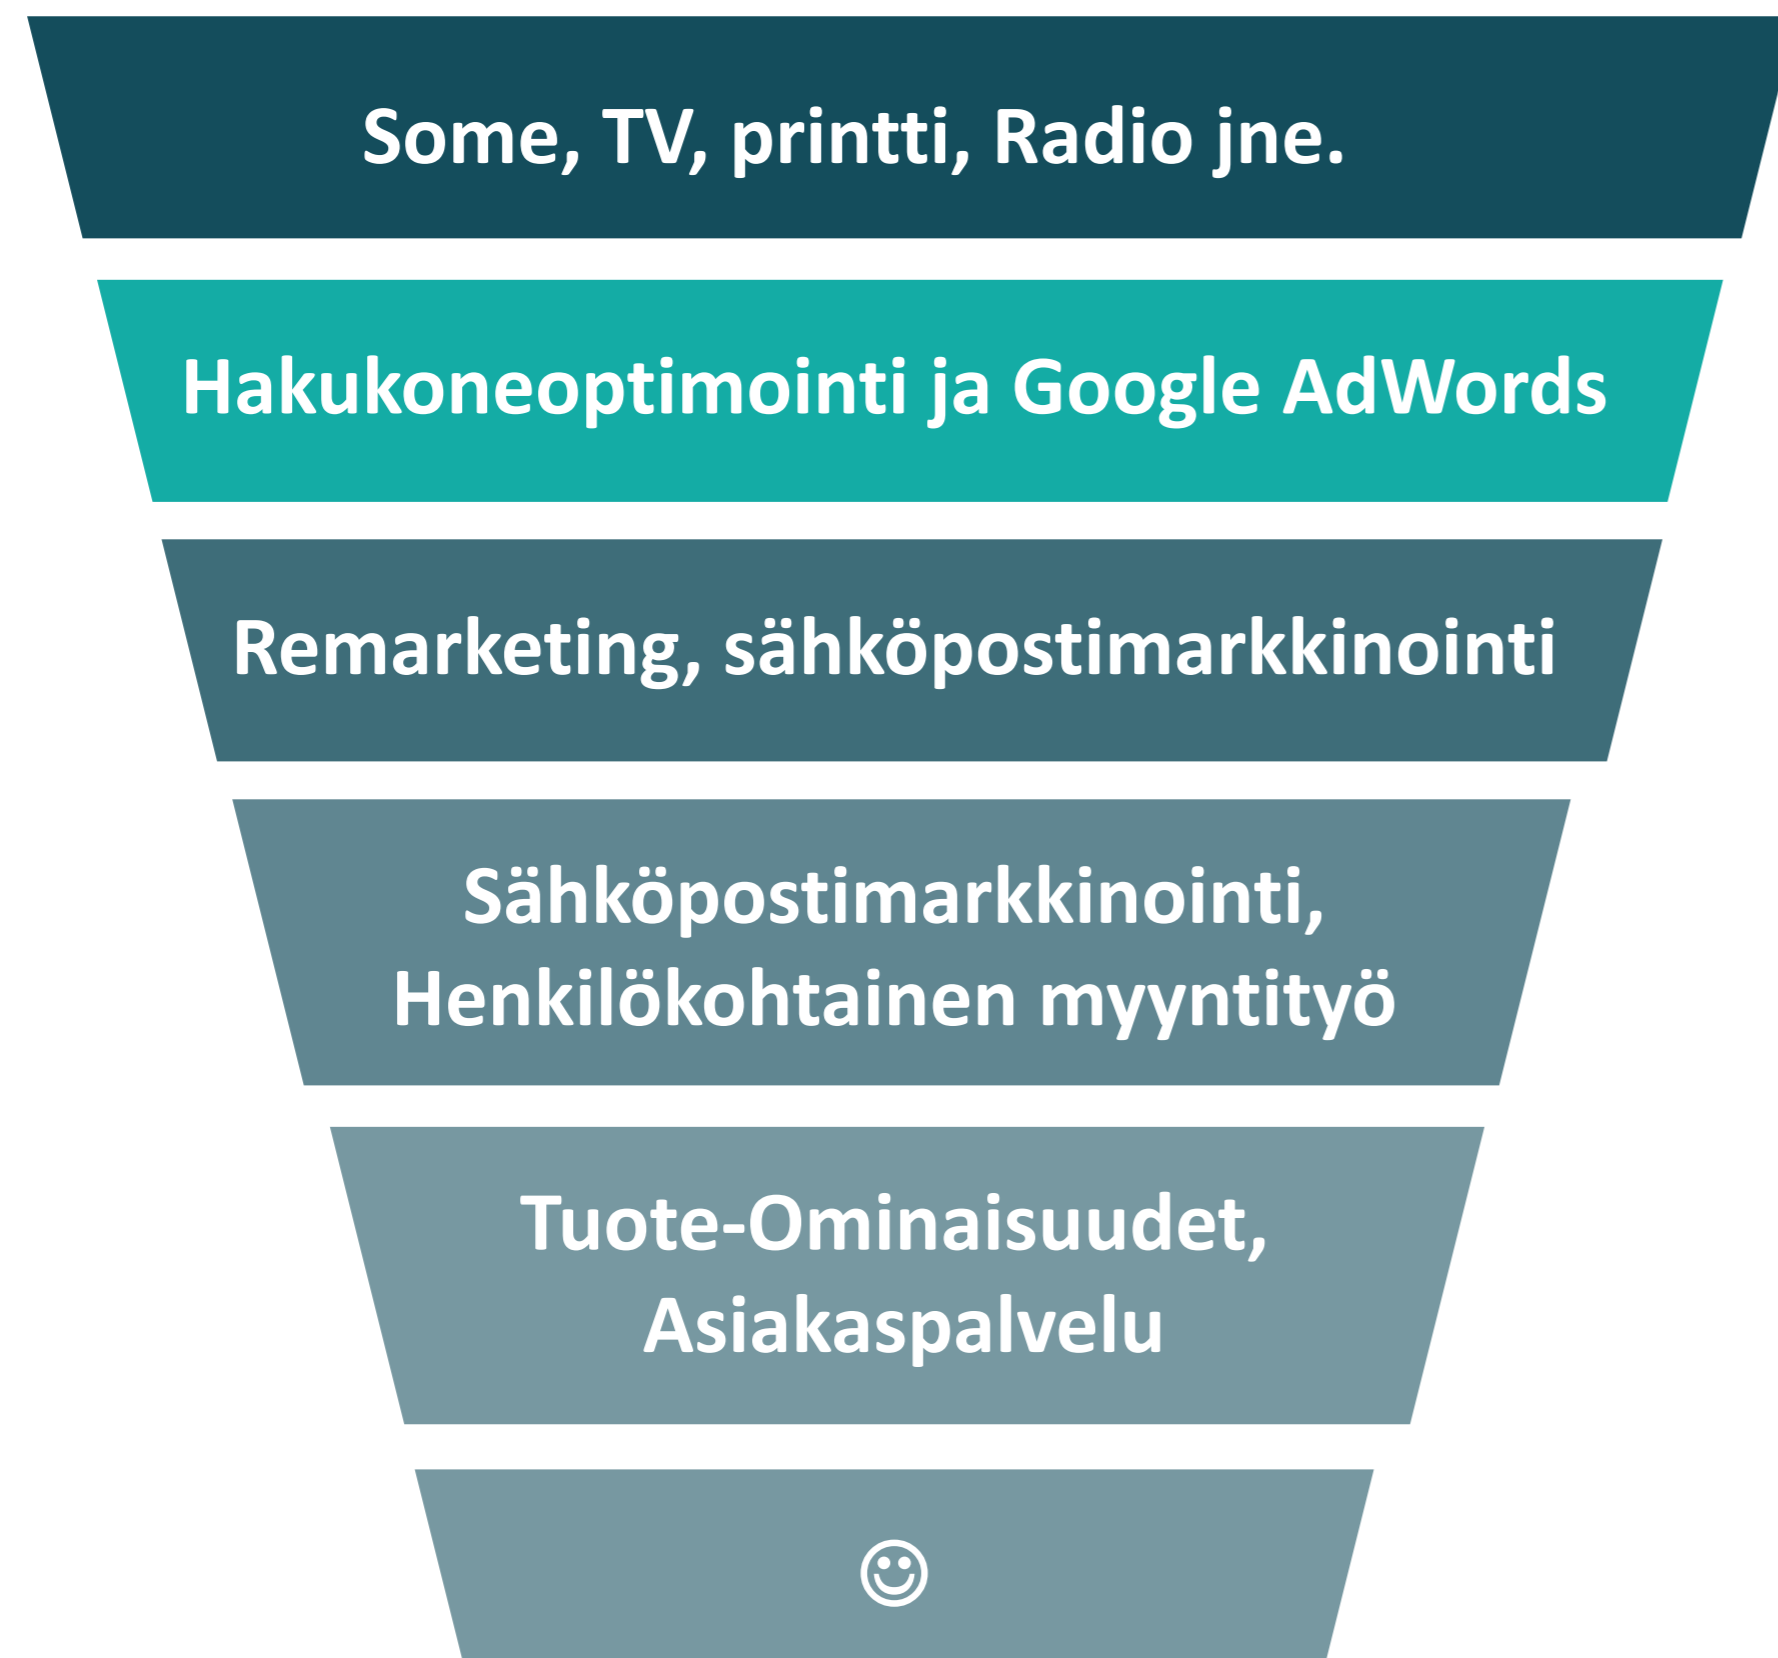 Some, TV, printti, Radio jne.
Hakukoneoptimointi ja Google AdWords
Remarketing, sähköpostimarkkinointi
Sähköpostimarkkinointi,
Henkilökohtainen myyntityö
Tuote-Ominaisuudet,
Asiakaspalvelu
☺